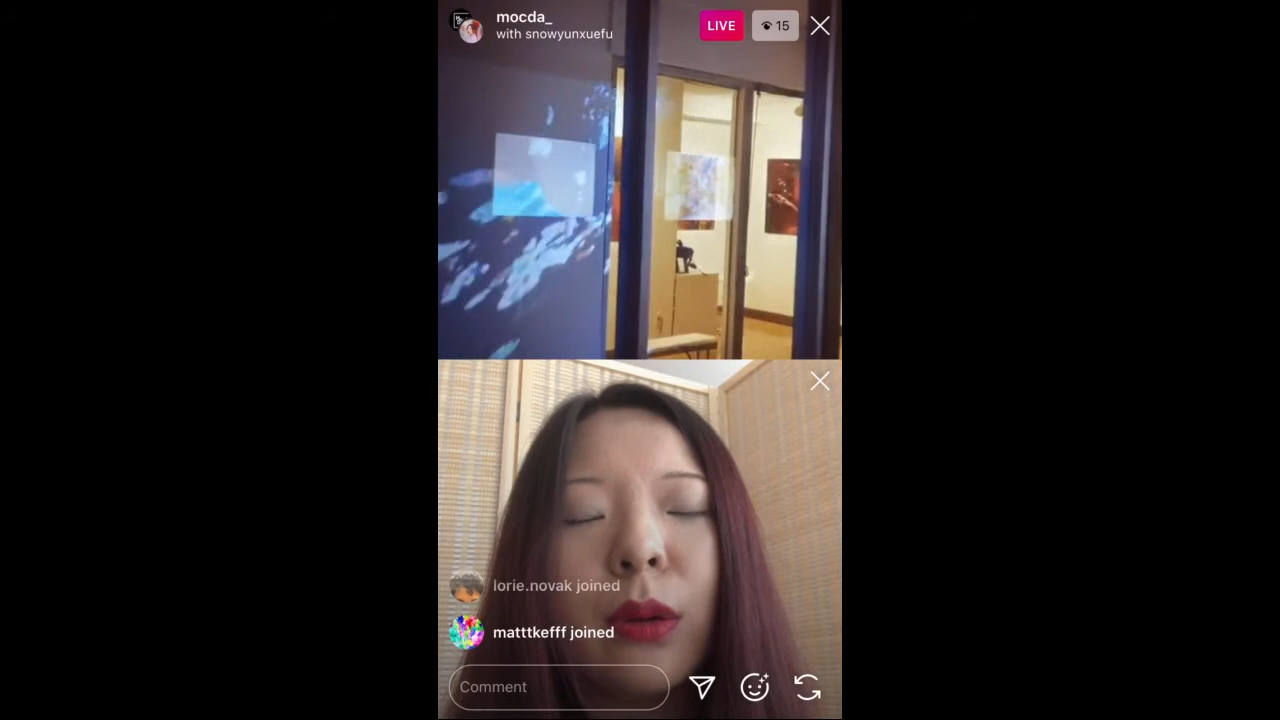 mocda_
with snowyunxuefu
LIVE
15
lorie.novak joined
matttkefff joined
Comment